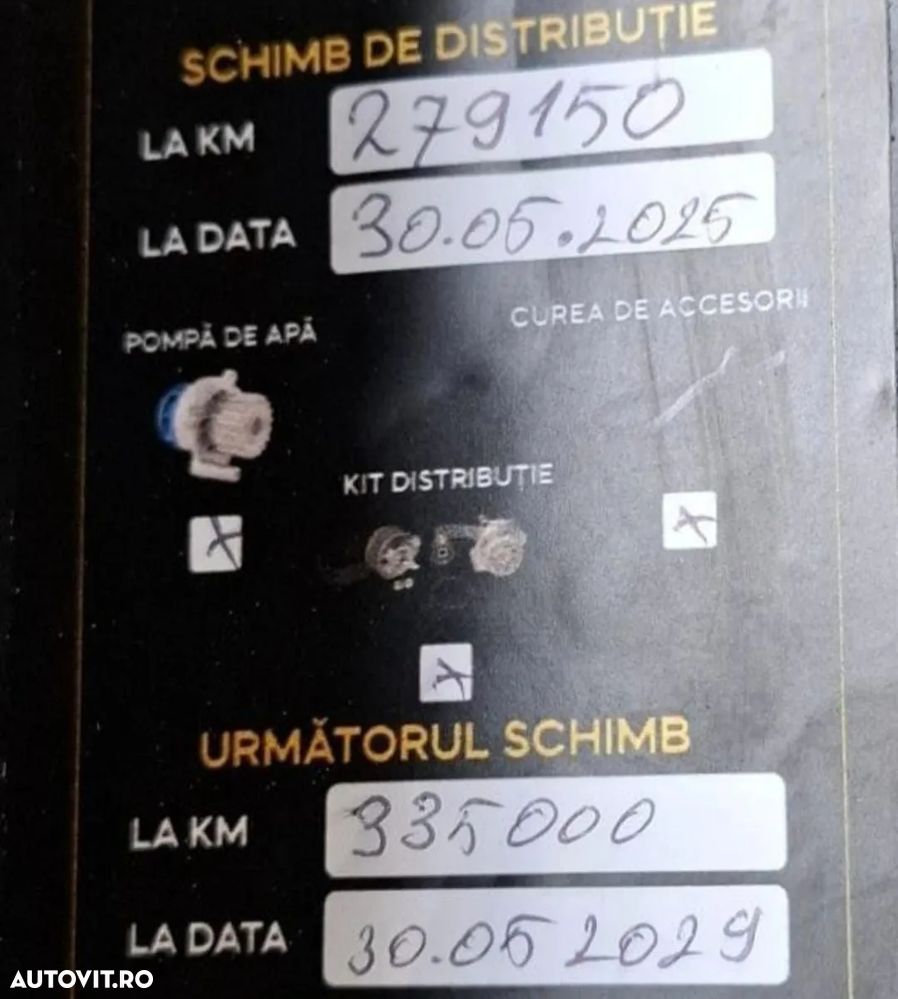 SCHIMB DE DISTRIBUȚIE
LA KM 279150
LA DATA 30.05.2025
POMPĂ DE APĂ
CUREA DE ACCESORII
KIT DISTRIBUȚIE
X
X
X
URMĂTORUL SCHIMB
LA KM 335000
LA DATA 30.05 2029
AUTOVIT.RO